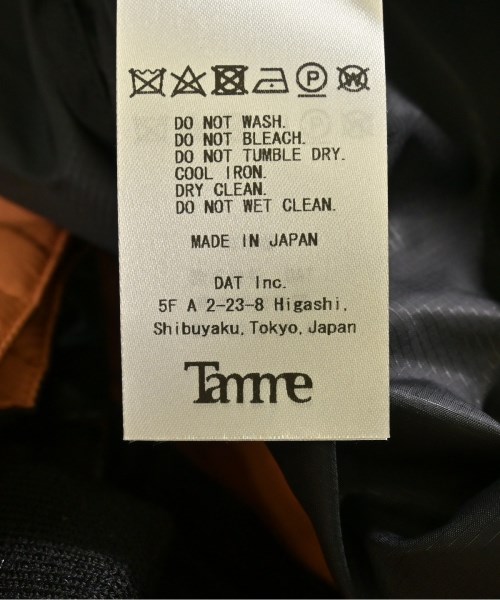 P W
DO NOT WASH.
DO NOT BLEACH.
DO NOT TUMBLE DRY.
COOL IRON.
DRY CLEAN.
DO NOT WET CLEAN.
MADE IN JAPAN
DAT Inc.
5F A 2-23-8 Higashi,
Shibuyaku, Tokyo, Japan
Tamme